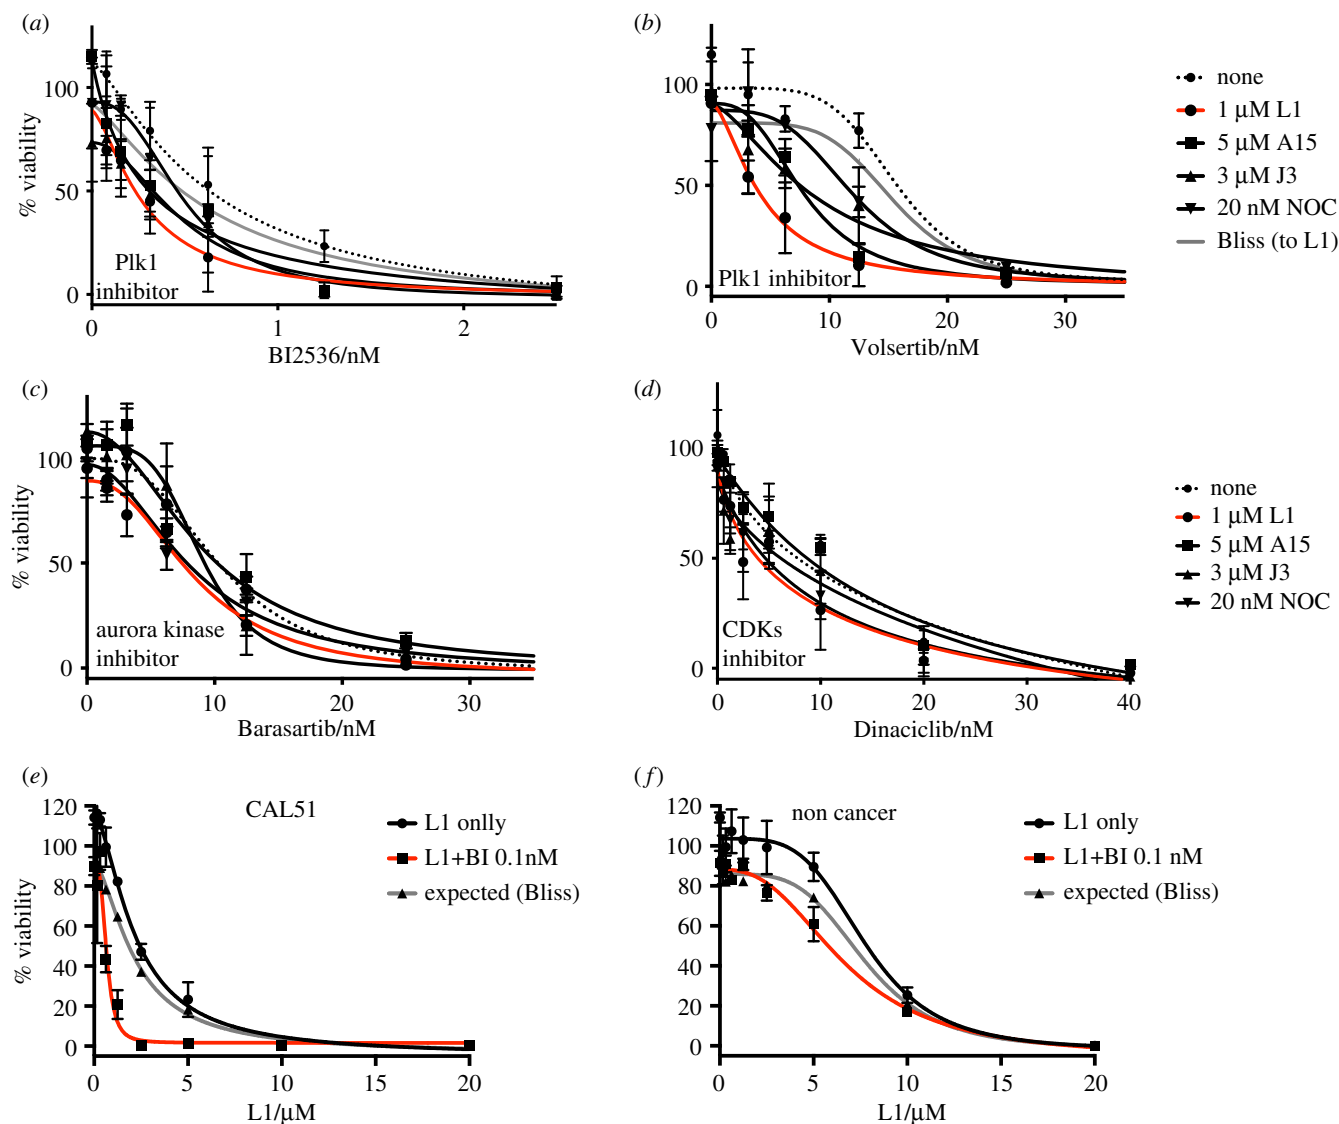 (a)
% viability
100
50
0
Plk1
inhibitor
0 1 2
BI2536/nM
(b)
100
50
0
Plk1 inhibitor
0 10 20 30
Volsertib/nM
none
1 µM L1
5 µM A15
3 µM J3
20 nM NOC
Bliss (to L1)
(c)
% viability
100
50
0
aurora kinase
inhibitor
0 10 20 30
Barasartib/nM
(d)
100
50
0
CDKs
inhibitor
0 10 20 30 40
Dinaciclib/nM
none
1 µM L1
5 µM A15
3 µM J3
20 nM NOC
(e)
% viability
120
100
80
60
40
20
0
CAL51
L1 onlly
L1+BI 0.1nM
expected (Bliss)
0 5 10 15 20
L1/µM
(f)
120
100
80
60
40
20
0
non cancer
L1 only
L1+BI 0.1 nM
expected (Bliss)
0 5 10 15 20
L1/µM